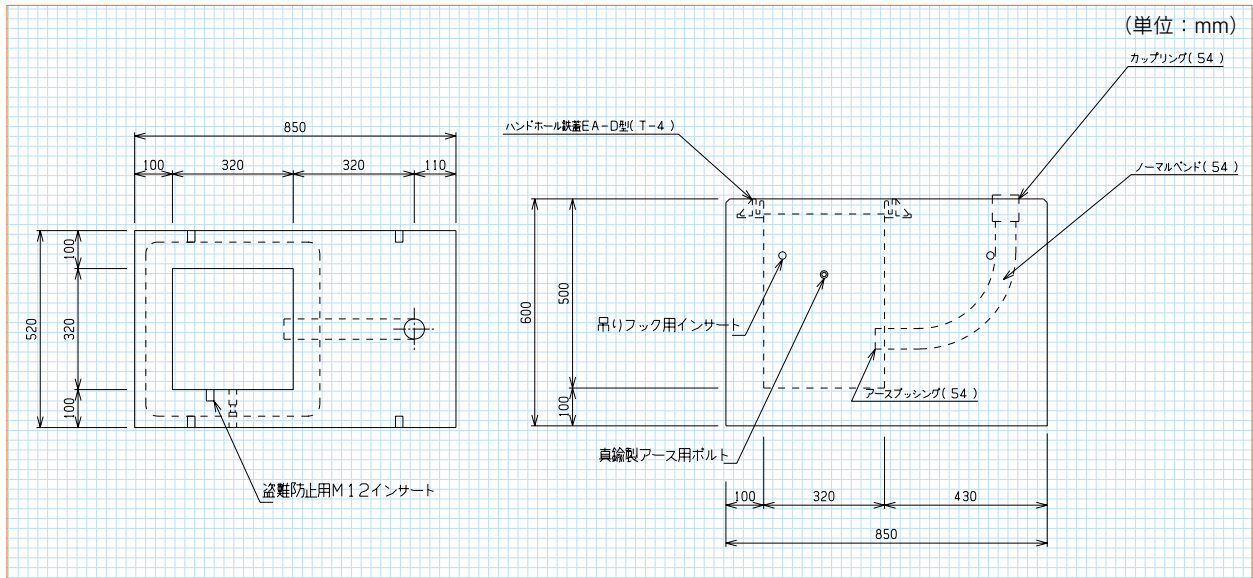 (単位：mm)
カップリング( 54 )
ハンドホール鉄蓋EA-D型( T-4 )
850
100
320
320
110
ノーマルベンド( 54 )
100
320
100
520
500
600
100
吊りフック用インサート
アースブッシング( 54 )
真鍮製アース用ボルト
盗難防止用M12インサート
100
320
430
850